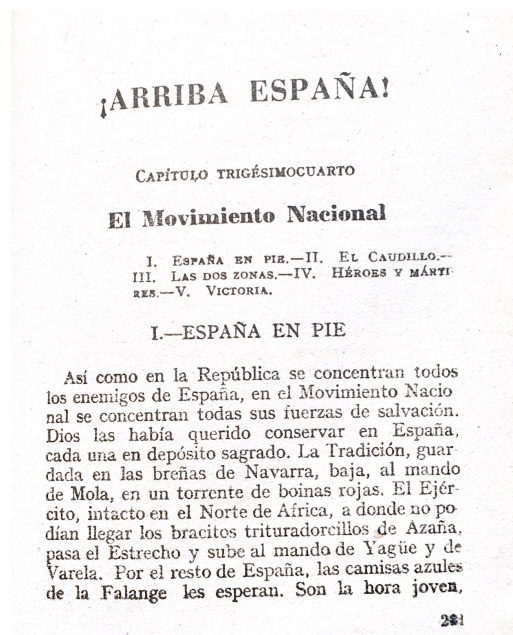 ¡ARRIBA ESPAÑA!
CAPÍTULO TRIGÉSIMOCUARTO
El Movimiento Nacional
I. ESPAÑA EN PIE.—II. EL CAUDILLO.—
III. LAS DOS ZONAS.—IV. HÉROES Y MÁRTI-
RES.—V. VICTORIA.
I.—ESPAÑA EN PIE
Así como en la República se concentran todos
los enemigos de España, en el Movimiento Nacio
nal se concentran todas sus fuerzas de salvación.
Dios las había querido conservar en España,
cada una en depósito sagrado. La Tradición, guar
dada en las breñas de Navarra, baja, al mando
de Mola, en un torrente de boinas rojas. El Ejér-
cito, intacto en el Norte de Africa, a donde no po
dían llegar los bracitos trituradorcillos de Azaña,
pasa el Estrecho y sube al mando de Yagüe y de
Varela. Por el resto de España, las camisas azules
de la Falange les esperan. Son la hora joven,